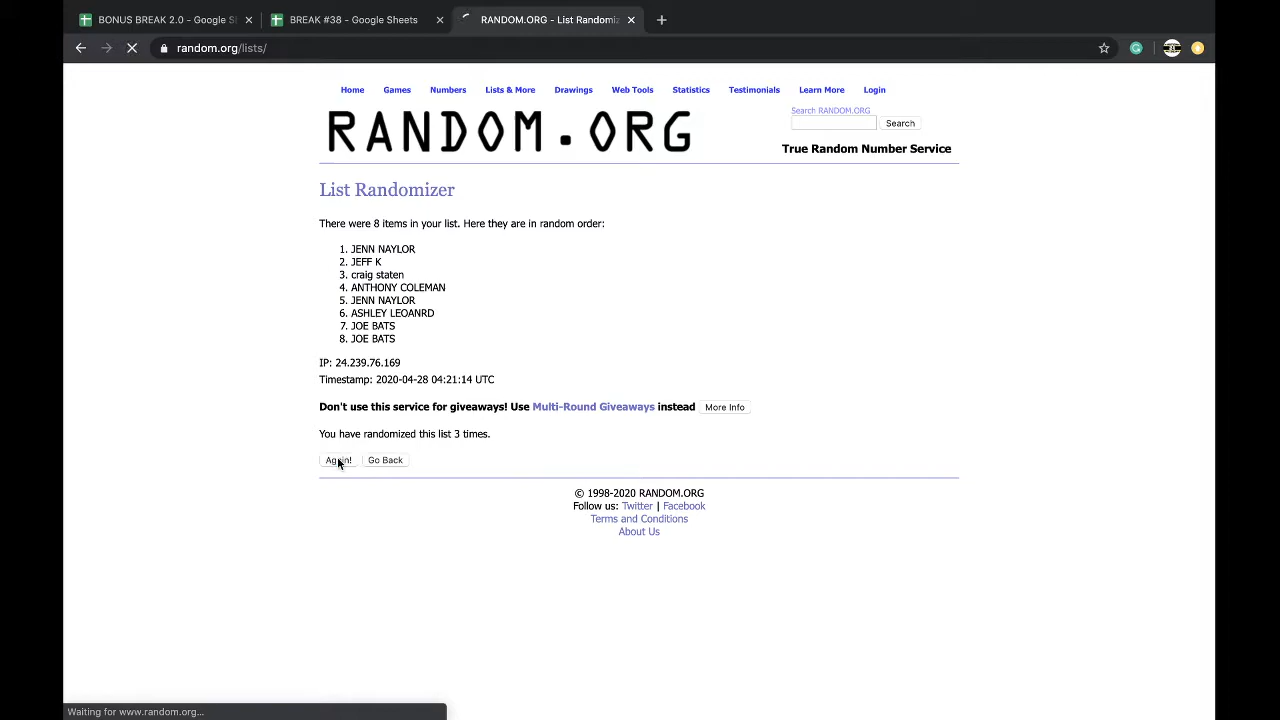 BONUS BREAK 2.0 - Google S
BREAK #38 - Google Sheets
RANDOM.ORG - List Randomiz
random.org/lists/
Home Games Numbers Lists & More Drawings Web Tools Statistics Testimonials Learn More Login
Search RANDOM.ORG
RANDOM.ORG
Search
True Random Number Service
List Randomizer
There were 8 items in your list. Here they are in random order:
1. JENN NAYLOR
2. JEFF K
3. craig staten
4. ANTHONY COLEMAN
5. JENN NAYLOR
6. ASHLEY LEOANRD
7. JOE BATS
8. JOE BATS
IP: 24.239.76.169
Timestamp: 2020-04-28 04:21:14 UTC
Don't use this service for giveaways! Use Multi-Round Giveaways instead More Info
You have randomized this list 3 times.
Again! Go Back
© 1998-2020 RANDOM.ORG
Follow us: Twitter | Facebook
Terms and Conditions
About Us
Waiting for www.random.org...